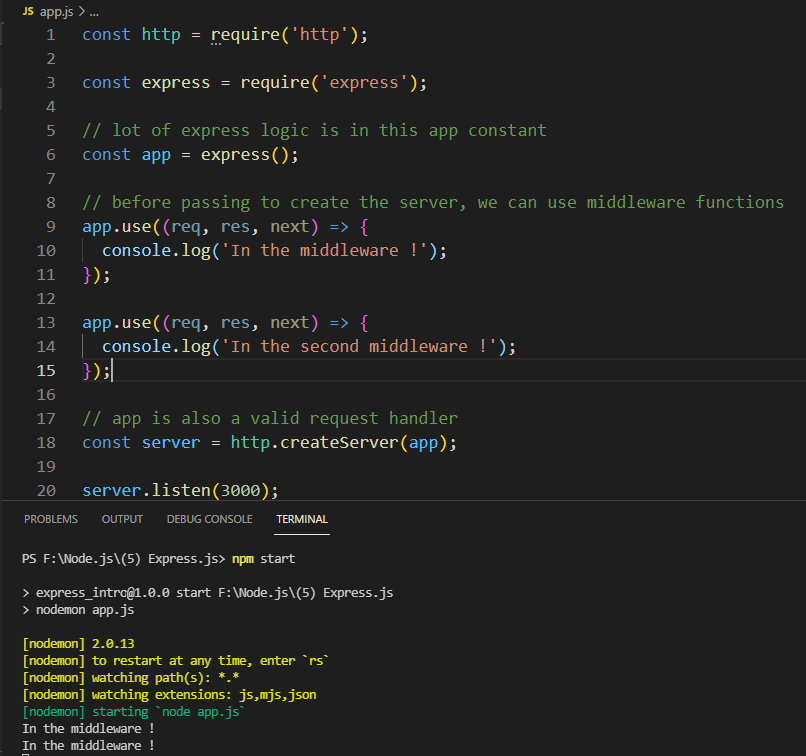 JS app.js > ...
1 const http = require('http');
2
3 const express = require('express');
4
5 // lot of express logic is in this app constant
6 const app = express();
7
8 // before passing to create the server, we can use middleware functions
9 app.use((req, res, next) => {
10 console.log('In the middleware !');
11 });
12
13 app.use((req, res, next) => {
14 console.log('In the second middleware !');
15 });
16
17 // app is also a valid request handler
18 const server = http.createServer(app);
19
20 server.listen(3000);
PROBLEMS OUTPUT DEBUG CONSOLE TERMINAL
PS F:\Node.js\(5) Express.js> npm start
> express_intro@1.0.0 start F:\Node.js\(5) Express.js
> nodemon app.js
[nodemon] 2.0.13
[nodemon] to restart at any time, enter `rs`
[nodemon] watching path(s): *.*
[nodemon] watching extensions: js,mjs,json
[nodemon] starting `node app.js`
In the middleware !
In the middleware !